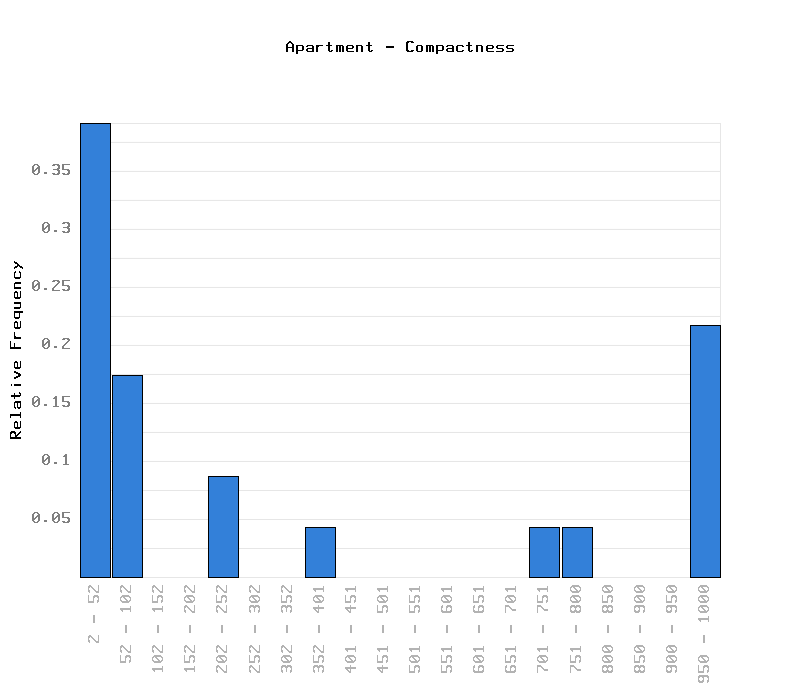 Apartment - Compactness
Relative Frequency
0.35
0.3
0.25
0.2
0.15
0.1
0.05
2 - 52
52 - 102
102 - 152
152 - 202
202 - 252
252 - 302
302 - 352
352 - 401
401 - 451
451 - 501
501 - 551
551 - 601
601 - 651
651 - 701
701 - 751
751 - 800
800 - 850
850 - 900
900 - 950
950 - 1000